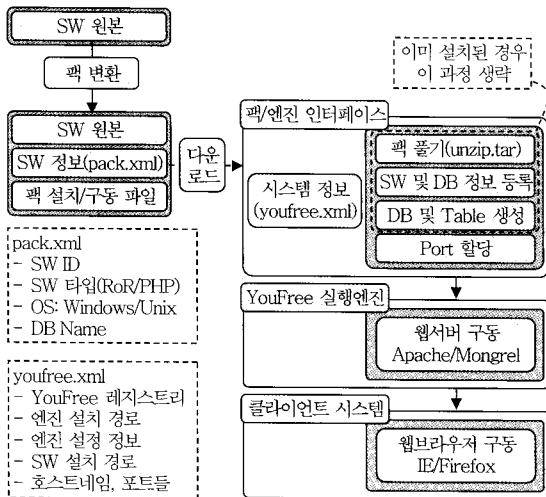 SW 원본
팩 변환
SW 원본
SW 정보(pack.xml)
팩 설치/구동 파일
다운
로드
이미 설치된 경우
이 과정 생략
팩/엔진 인터페이스
시스템 정보
(youfree.xml)
팩 풀기(unzip.tar)
SW 및 DB 정보 등록
DB 및 Table 생성
Port 할당
YouFree 실행엔진
웹서버 구동
Apache/Mongrel
클라이언트 시스템
웹브라우저 구동
IE/Firefox
pack.xml
- SW ID
- SW 타입(RoR/PHP)
- OS: Windows/Unix
- DB Name
youfree.xml
- YouFree 레지스트리
- 엔진 설치 경로
- 엔진 설정 정보
- SW 설치 경로
- 호스트네임, 포트들